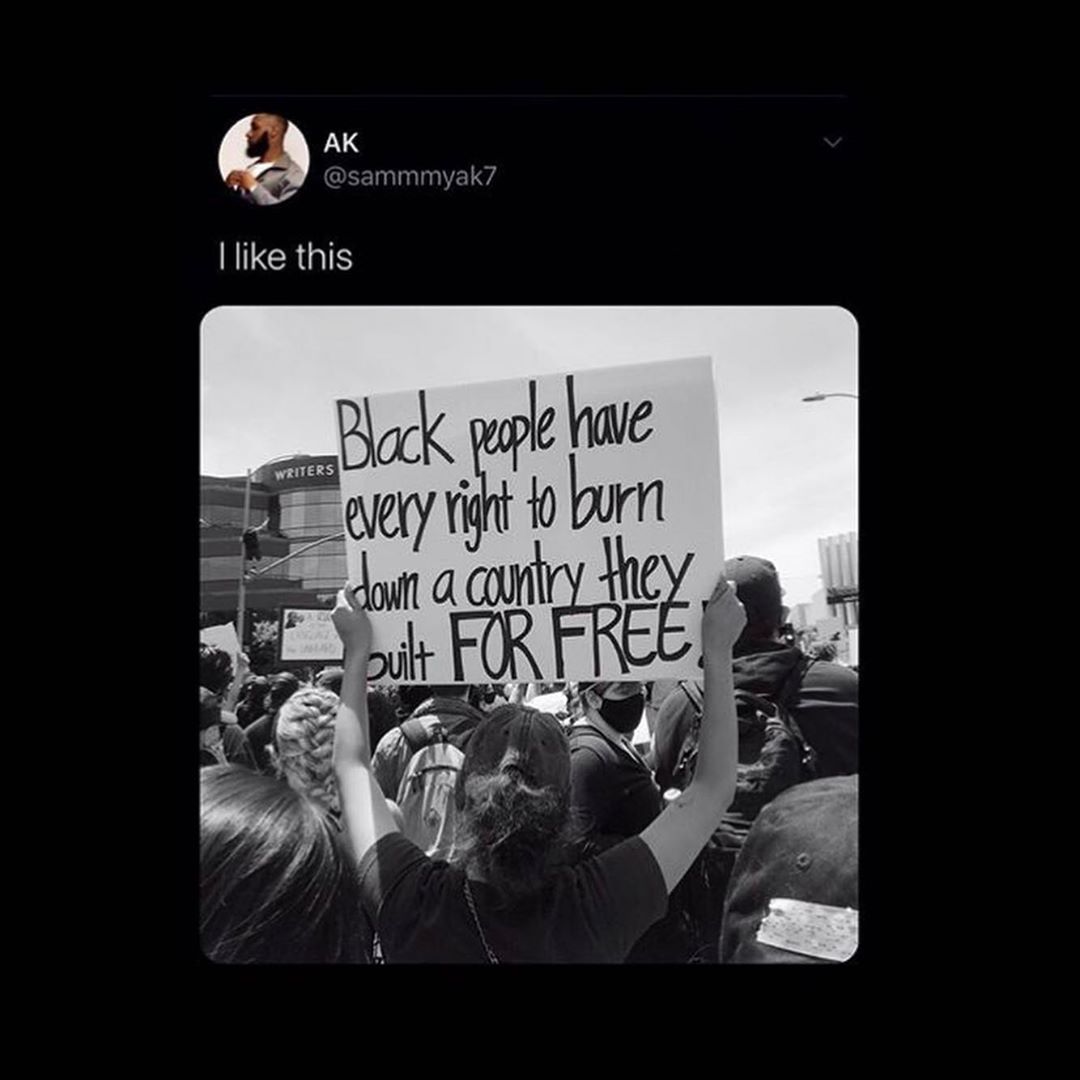 AK
@sammmyak7
I like this
WRITERS
Black people have
every right to burn
down a country they
built FOR FREE!